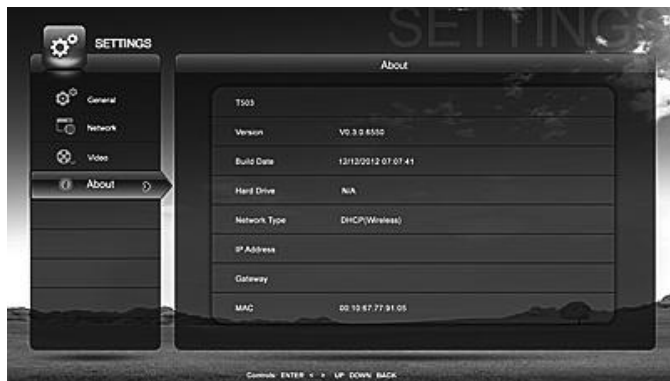 SETTINGS
SETTINGS
General
Network
Video
About
About
T503
Version V0.3.0.6550
Build Date 12/12/2012 07:07:41
Hard Drive N/A
Network Type DHCP(Wireless)
IP Address
Gateway
MAC 00:10:67:77:91:05
Controls: ENTER < > UP DOWN BACK